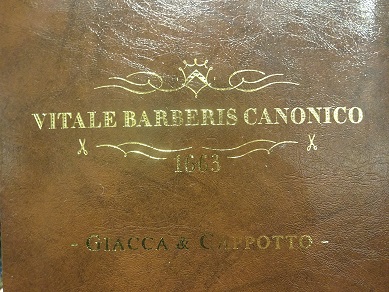 VITALE BARBERIS CANONICO
1663
- GIACCA & CAPPOTTO -